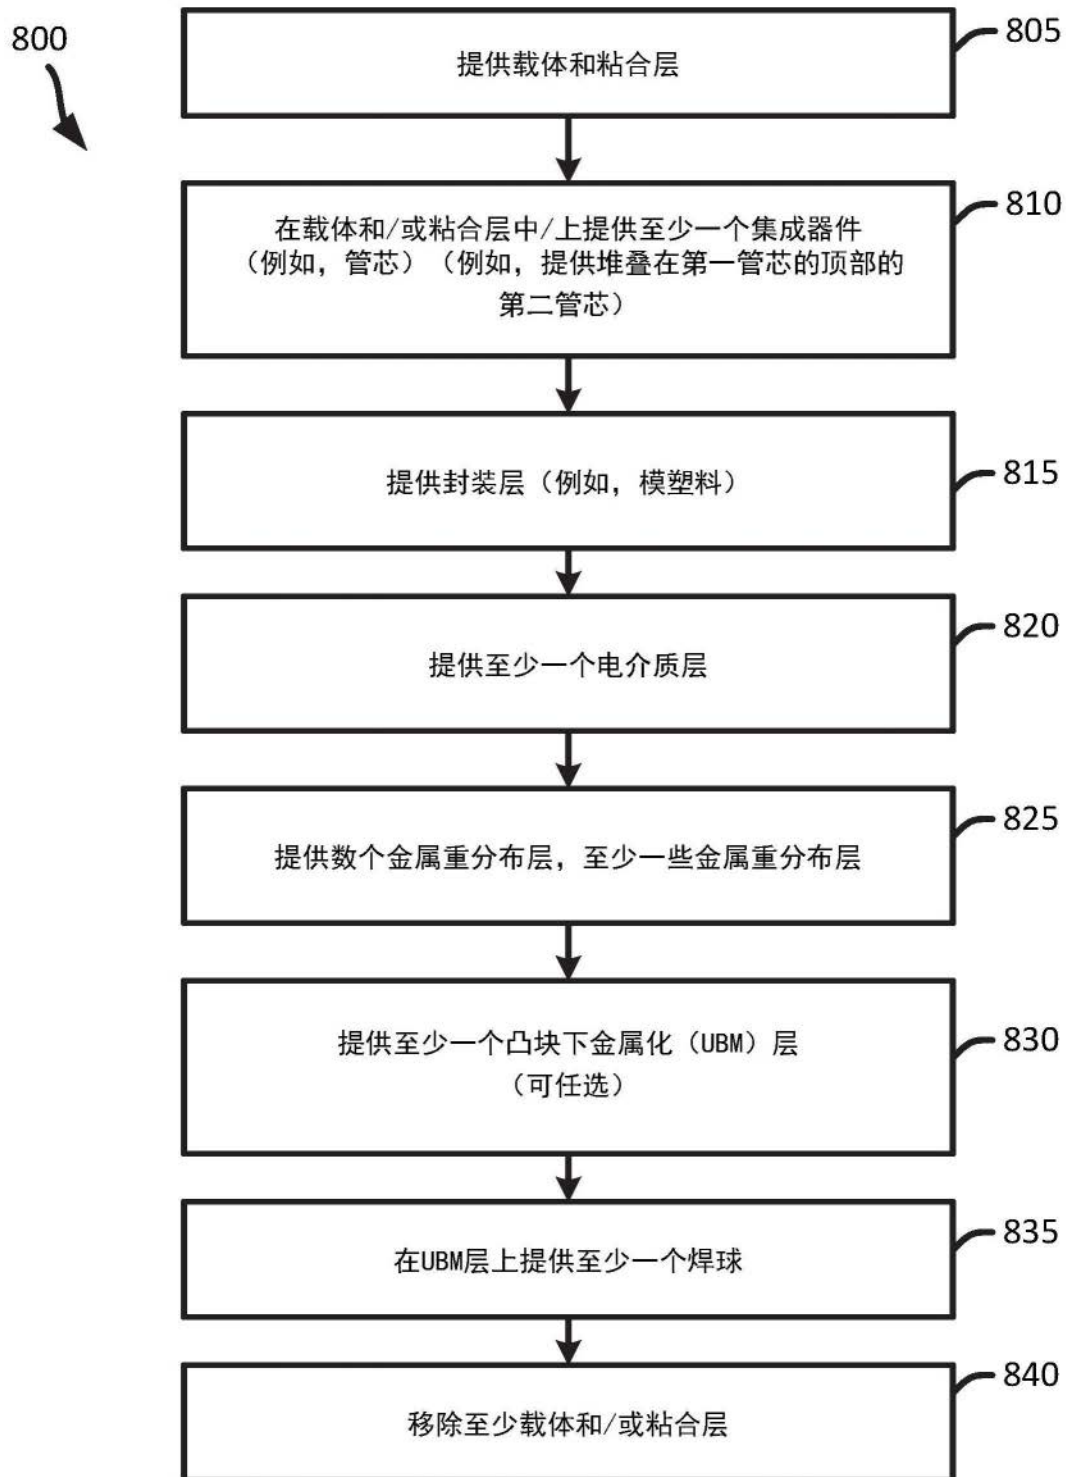 800
805
提供载体和粘合层
810
在载体和/或粘合层中/上提供至少一个集成器件
（例如，管芯）（例如，提供堆叠在第一管芯的顶部的
第二管芯）
815
提供封装层（例如，模塑料）
820
提供至少一个电介质层
825
提供数个金属重分布层，至少一些金属重分布层
830
提供至少一个凸块下金属化（UBM）层
（可任选）
835
在UBM层上提供至少一个焊球
840
移除至少载体和/或粘合层